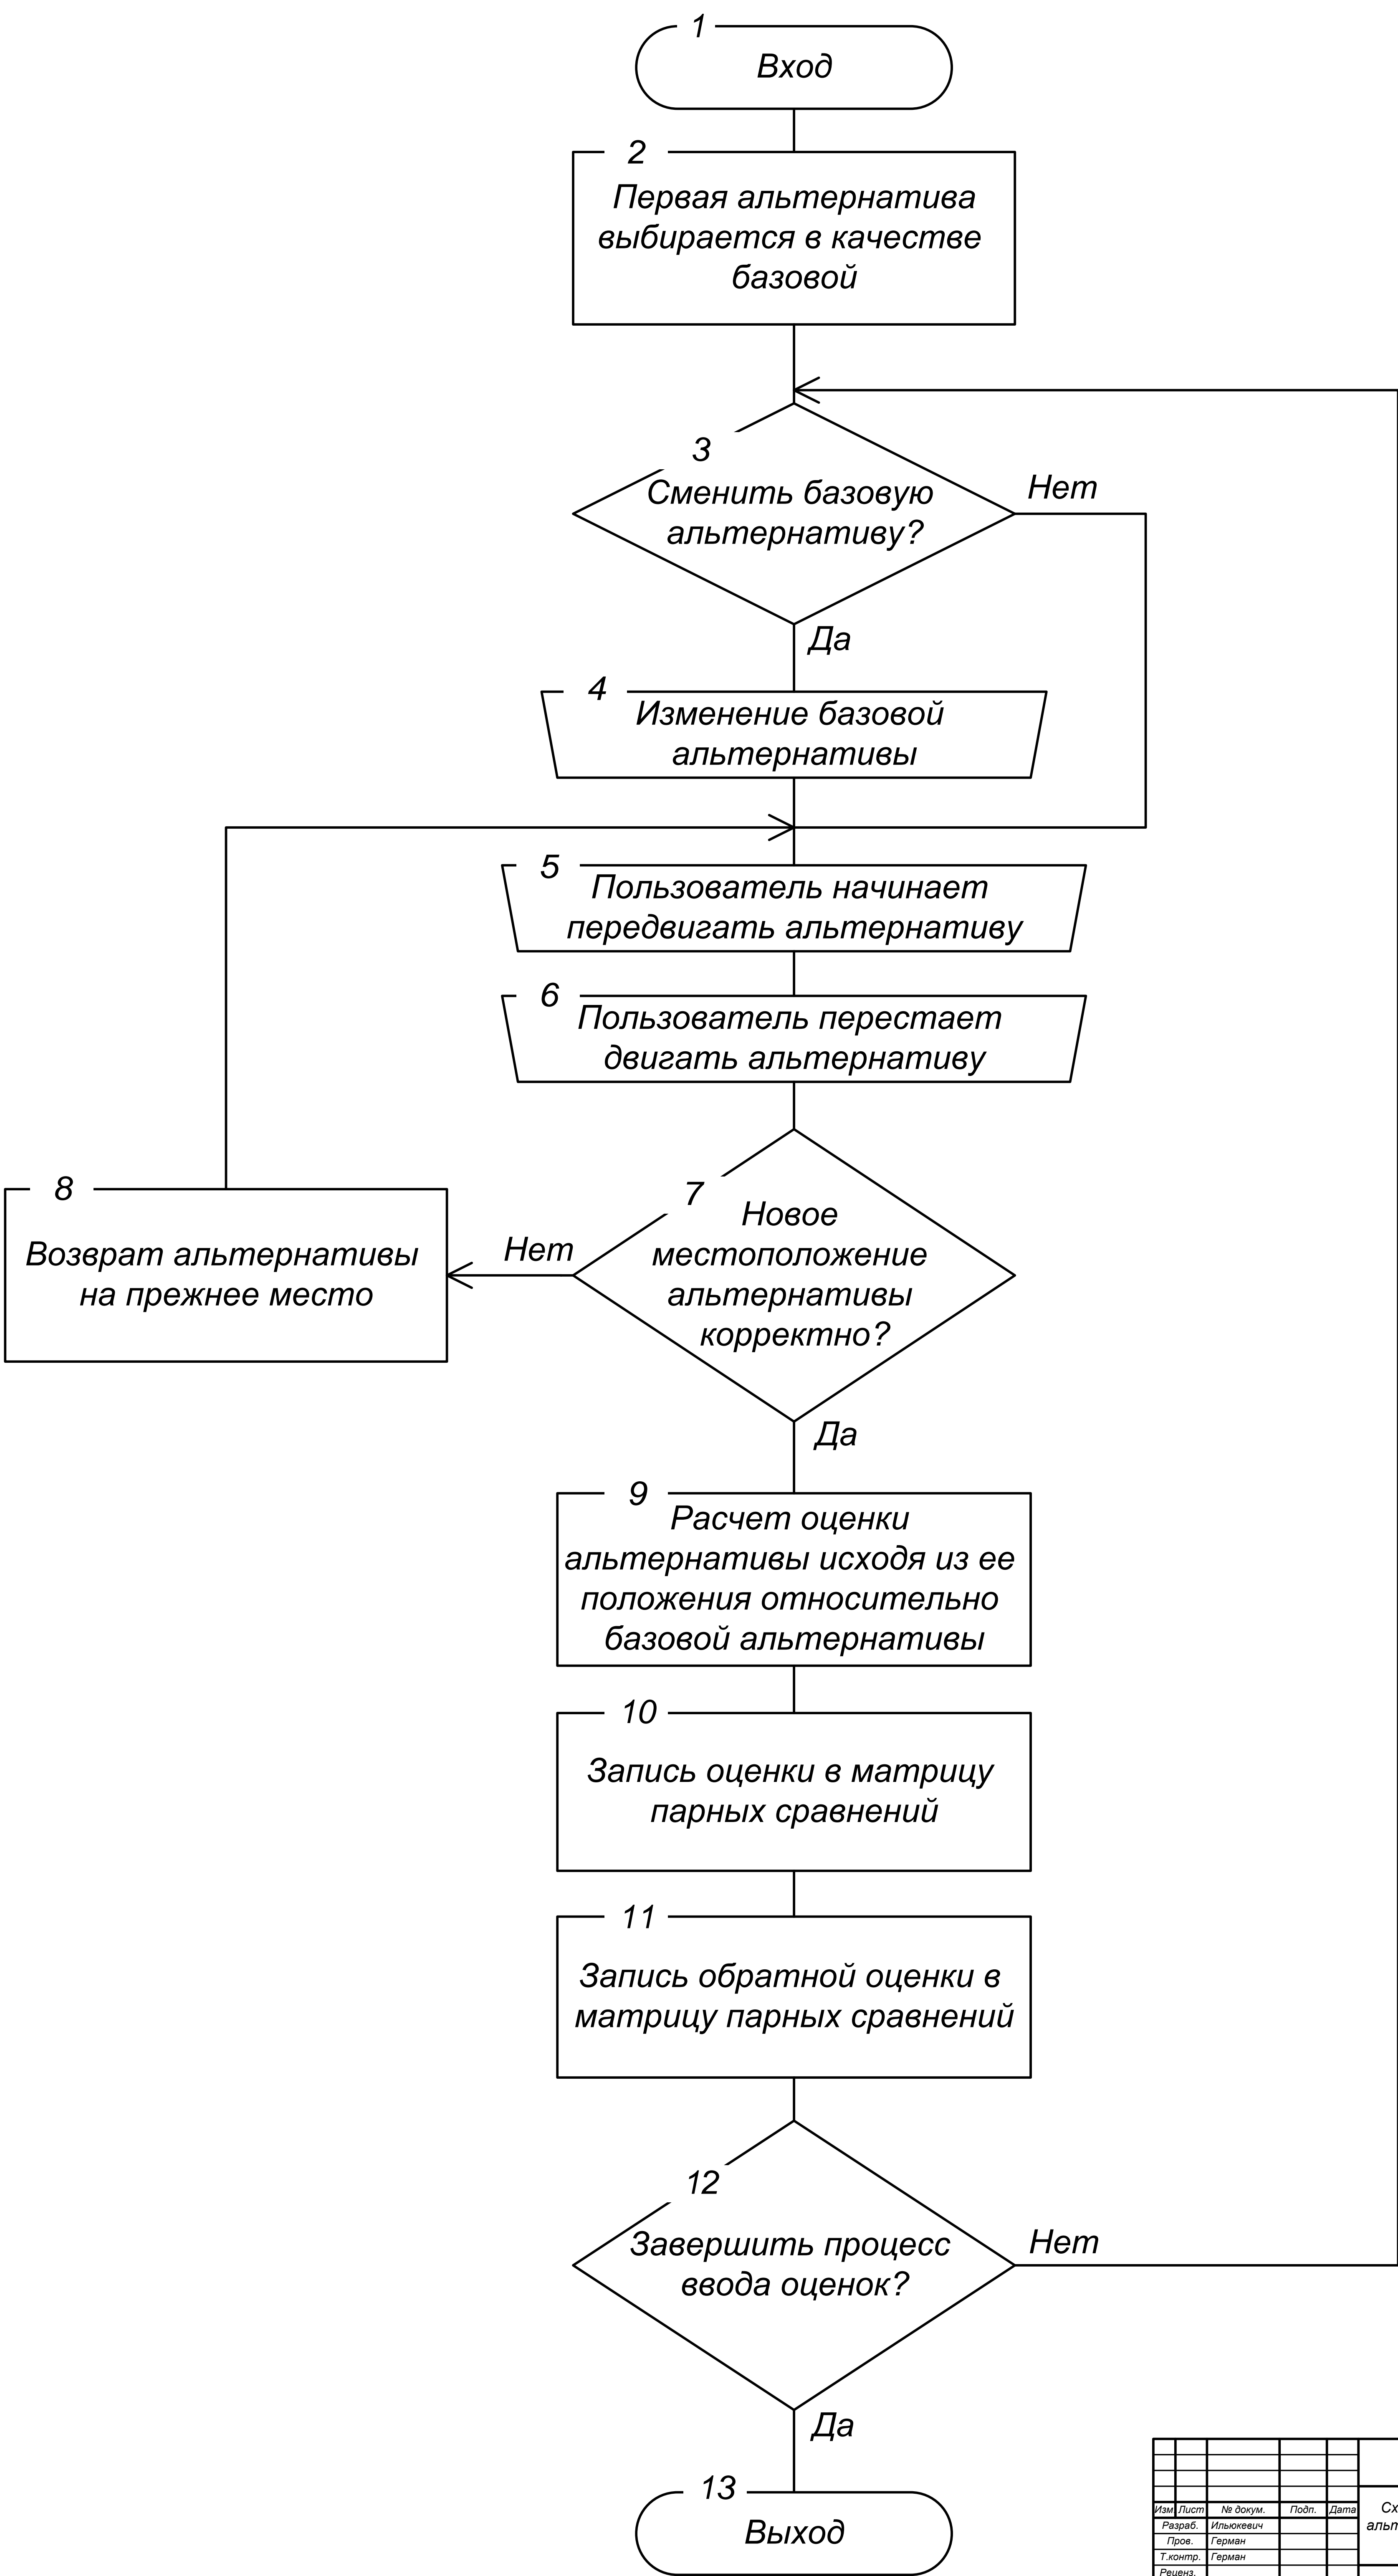 1
Вход
2
Первая альтернатива
выбирается в качестве
базовой
3
Сменить базовую
альтернативу?
Нет
Да
4
Изменение базовой
альтернативы
5
Пользователь начинает
передвигать альтернативу
6
Пользователь перестает
двигать альтернативу
7
Новое
местоположение
альтернативы
корректно?
Нет
8
Возврат альтернативы
на прежнее место
Да
9
Расчет оценки
альтернативы исходя из ее
положения относительно
базовой альтернативы
10
Запись оценки в матрицу
парных сравнений
11
Запись обратной оценки в
матрицу парных сравнений
12
Завершить процесс
ввода оценок?
Нет
Да
13
Выход
Изм Лист № докум. Подп. Дата
Разраб. Ильюкевич
Пров. Герман
Т.контр. Герман
Реценз.